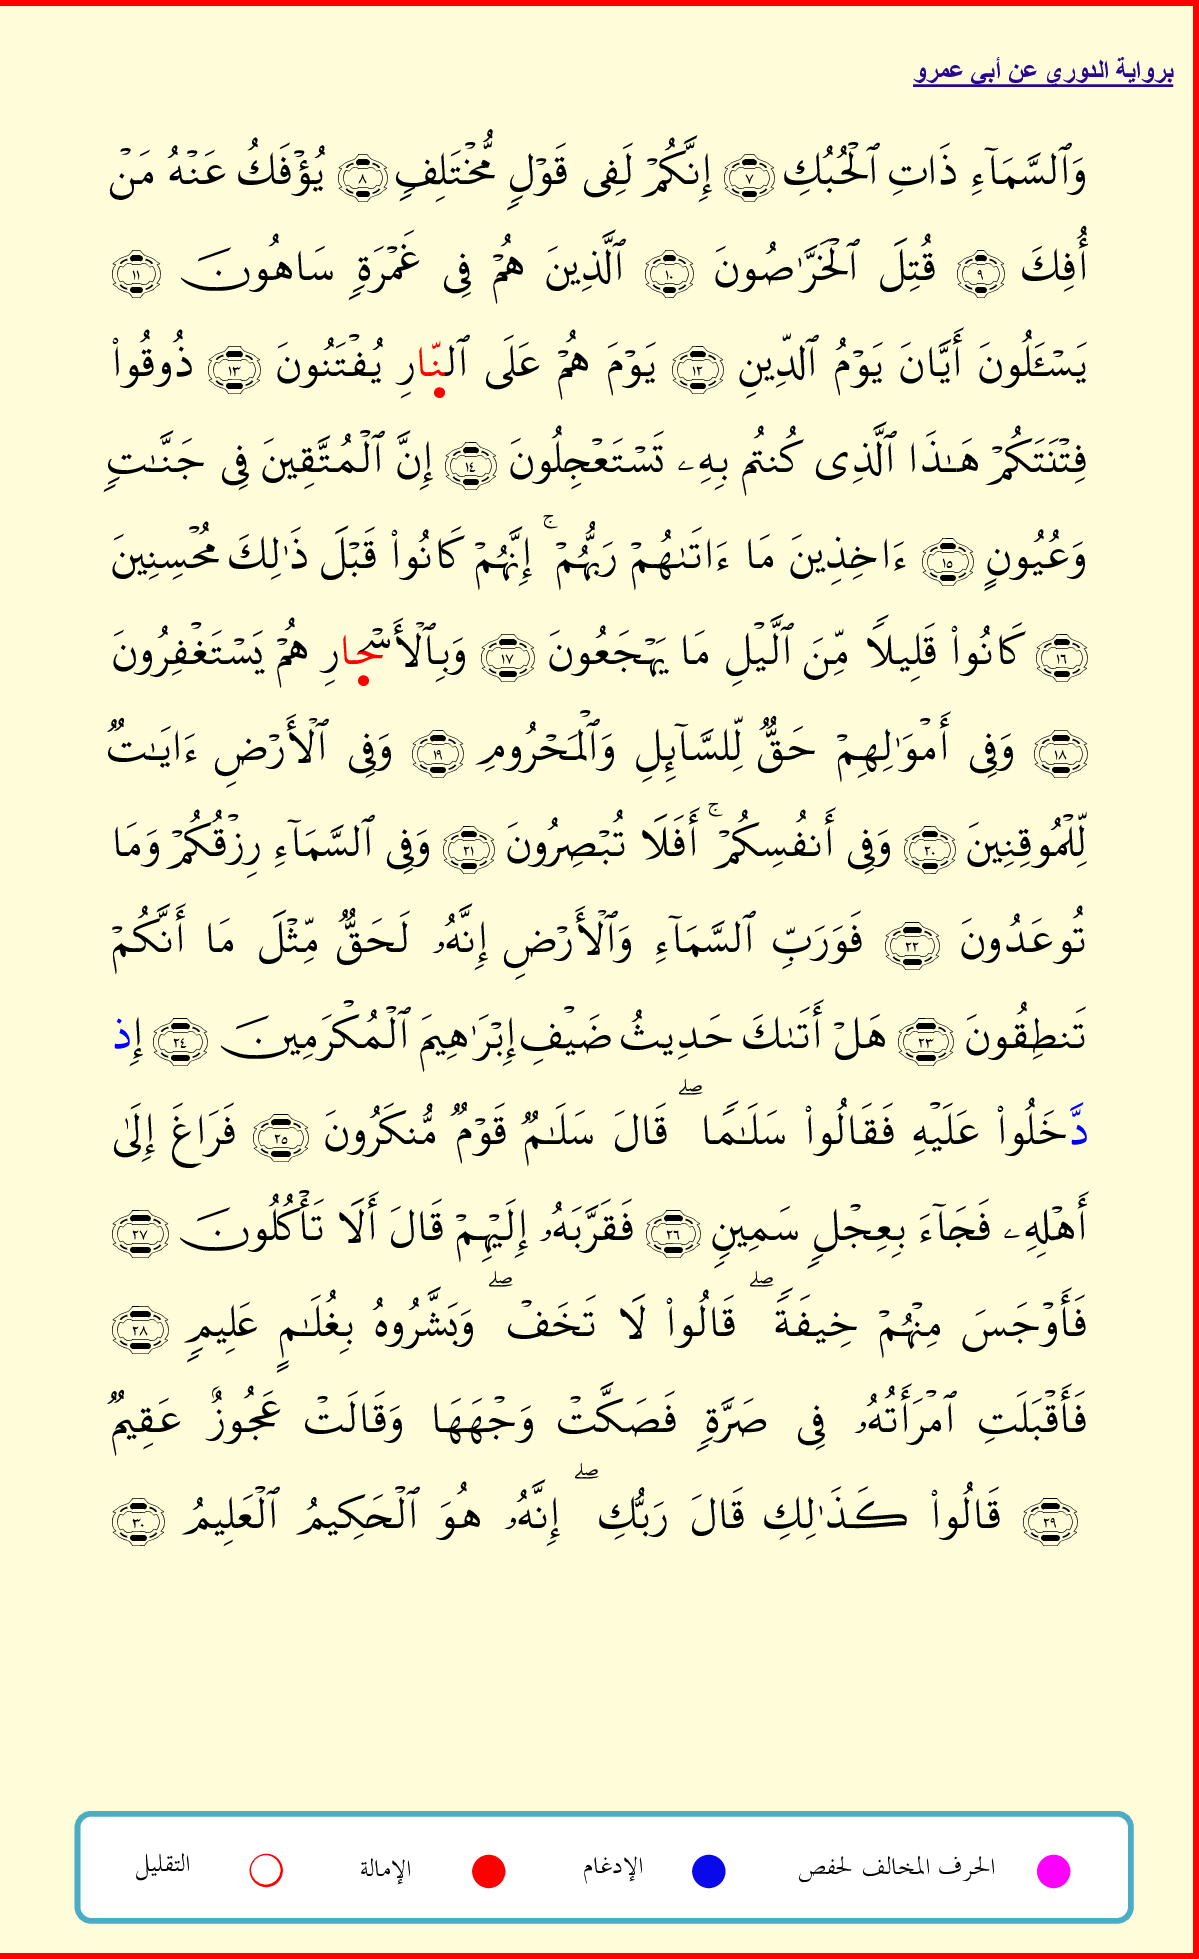 برواية الدوري عن أبي عمرو
وَٱلسَّمَآءِ ذَاتِ ٱلْحُبُكِ ٧ إِنَّكُمْ لَفِى قَوْلٍ مُّخْتَلِفٍ ٨ يُؤْفَكُ عَنْهُ مَنْ
أُفِكَ ٩ قُتِلَ ٱلْخَرَّٰصُونَ ١٠ ٱلَّذِينَ هُمْ فِى غَمْرَةٍ سَاهُونَ ١١
يَسْـَٔلُونَ أَيَّانَ يَوْمُ ٱلدِّينِ ١٢ يَوْمَ هُمْ عَلَى ٱلنَّارِ يُفْتَنُونَ ١٣ ذُوقُوا۟
فِتْنَتَكُمْ هَـٰذَا ٱلَّذِى كُنتُم بِهِۦ تَسْتَعْجِلُونَ ١٤ إِنَّ ٱلْمُتَّقِينَ فِى جَنَّـٰتٍ
وَعُيُونٍ ١٥ ءَاخِذِينَ مَا ءَاتَىٰهُمْ رَبُّهُمْ ۚ إِنَّهُمْ كَانُوا۟ قَبْلَ ذَٰلِكَ مُحْسِنِينَ
١٦ كَانُوا۟ قَلِيلًا مِّنَ ٱلَّيْلِ مَا يَهْجَعُونَ ١٧ وَبِٱلْأَسْحَارِ هُمْ يَسْتَغْفِرُونَ
١٨ وَفِى أَمْوَٰلِهِمْ حَقٌّ لِّلسَّآئِلِ وَٱلْمَحْرُومِ ١٩ وَفِى ٱلْأَرْضِ ءَايَـٰتٌ
لِّلْمُوقِنِينَ ٢٠ وَفِى أَنفُسِكُمْ ۚ أَفَلَا تُبْصِرُونَ ٢١ وَفِى ٱلسَّمَآءِ رِزْقُكُمْ وَمَا
تُوعَدُونَ ٢٢ فَوَرَبِّ ٱلسَّمَآءِ وَٱلْأَرْضِ إِنَّهُۥ لَحَقٌّ مِّثْلَ مَا أَنَّكُمْ
تَنطِقُونَ ٢٣ هَلْ أَتَىٰكَ حَدِيثُ ضَيْفِ إِبْرَٰهِيمَ ٱلْمُكْرَمِينَ ٢٤ إِذ
دَّخَلُوا۟ عَلَيْهِ فَقَالُوا۟ سَلَـٰمًا ۖ قَالَ سَلَـٰمٌ قَوْمٌ مُّنكَرُونَ ٢٥ فَرَاغَ إِلَىٰ
أَهْلِهِۦ فَجَآءَ بِعِجْلٍ سَمِينٍ ٢٦ فَقَرَّبَهُۥ إِلَيْهِمْ قَالَ أَلَا تَأْكُلُونَ ٢٧
فَأَوْجَسَ مِنْهُمْ خِيفَةً ۖ قَالُوا۟ لَا تَخَفْ ۖ وَبَشَّرُوهُ بِغُلَـٰمٍ عَلِيمٍ ٢٨
فَأَقْبَلَتِ ٱمْرَأَتُهُۥ فِى صَرَّةٍ فَصَكَّتْ وَجْهَهَا وَقَالَتْ عَجُوزٌ عَقِيمٌ
٢٩ قَالُوا۟ كَذَٰلِكِ قَالَ رَبُّكِ ۖ إِنَّهُۥ هُوَ ٱلْحَكِيمُ ٱلْعَلِيمُ ٣٠
الحرف المخالف لحفص الإدغام الإمالة التقليل